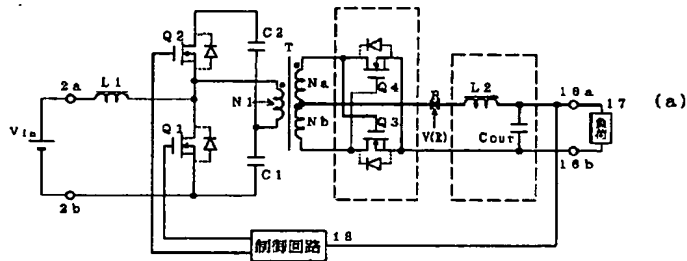 Q2
C2
2a
L1
T
Na
Q4
R
L2
18a
17
(a)
N1
Vin
Q1
Nb
Q3
V(R)
COUT
負荷
C1
16b
2b
制御回路
18